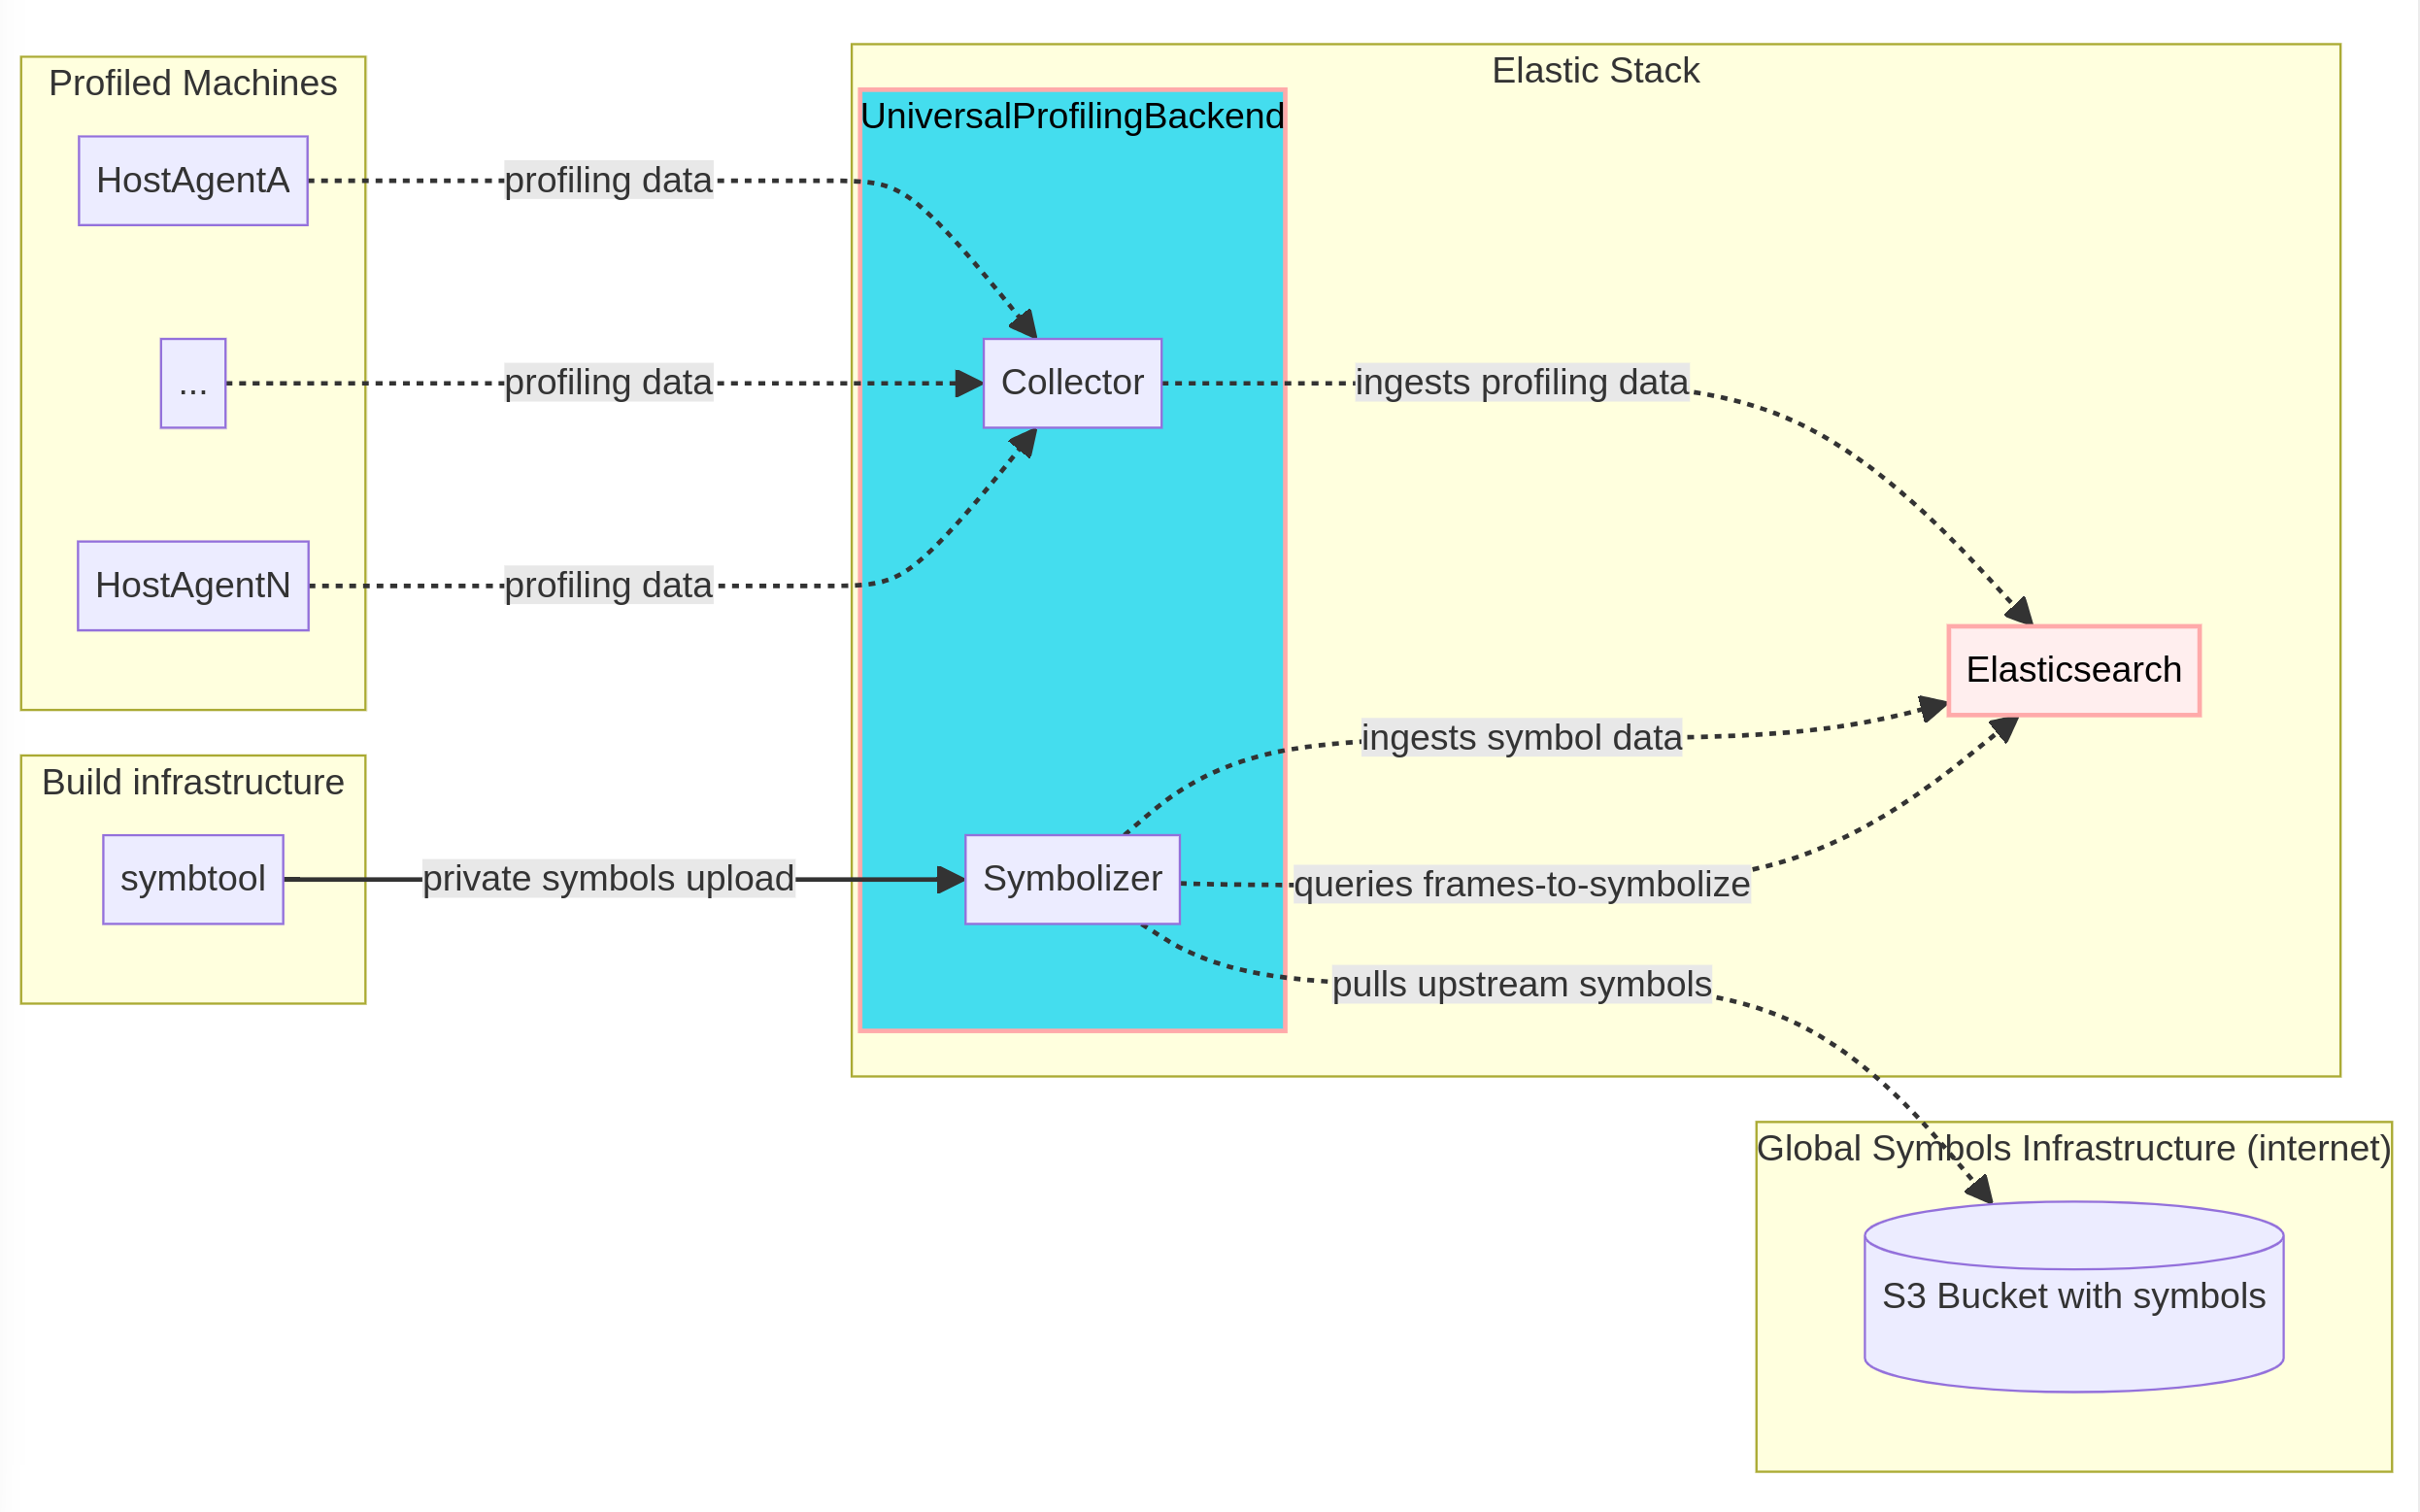 Profiled Machines
HostAgentA
...
HostAgentN
profiling data
profiling data
profiling data
Build infrastructure
symbtool
private symbols upload
Elastic Stack
UniversalProfilingBackend
Collector
Symbolizer
ingests profiling data
ingests symbol data
queries frames-to-symbolize
pulls upstream symbols
Elasticsearch
Global Symbols Infrastructure (internet)
S3 Bucket with symbols